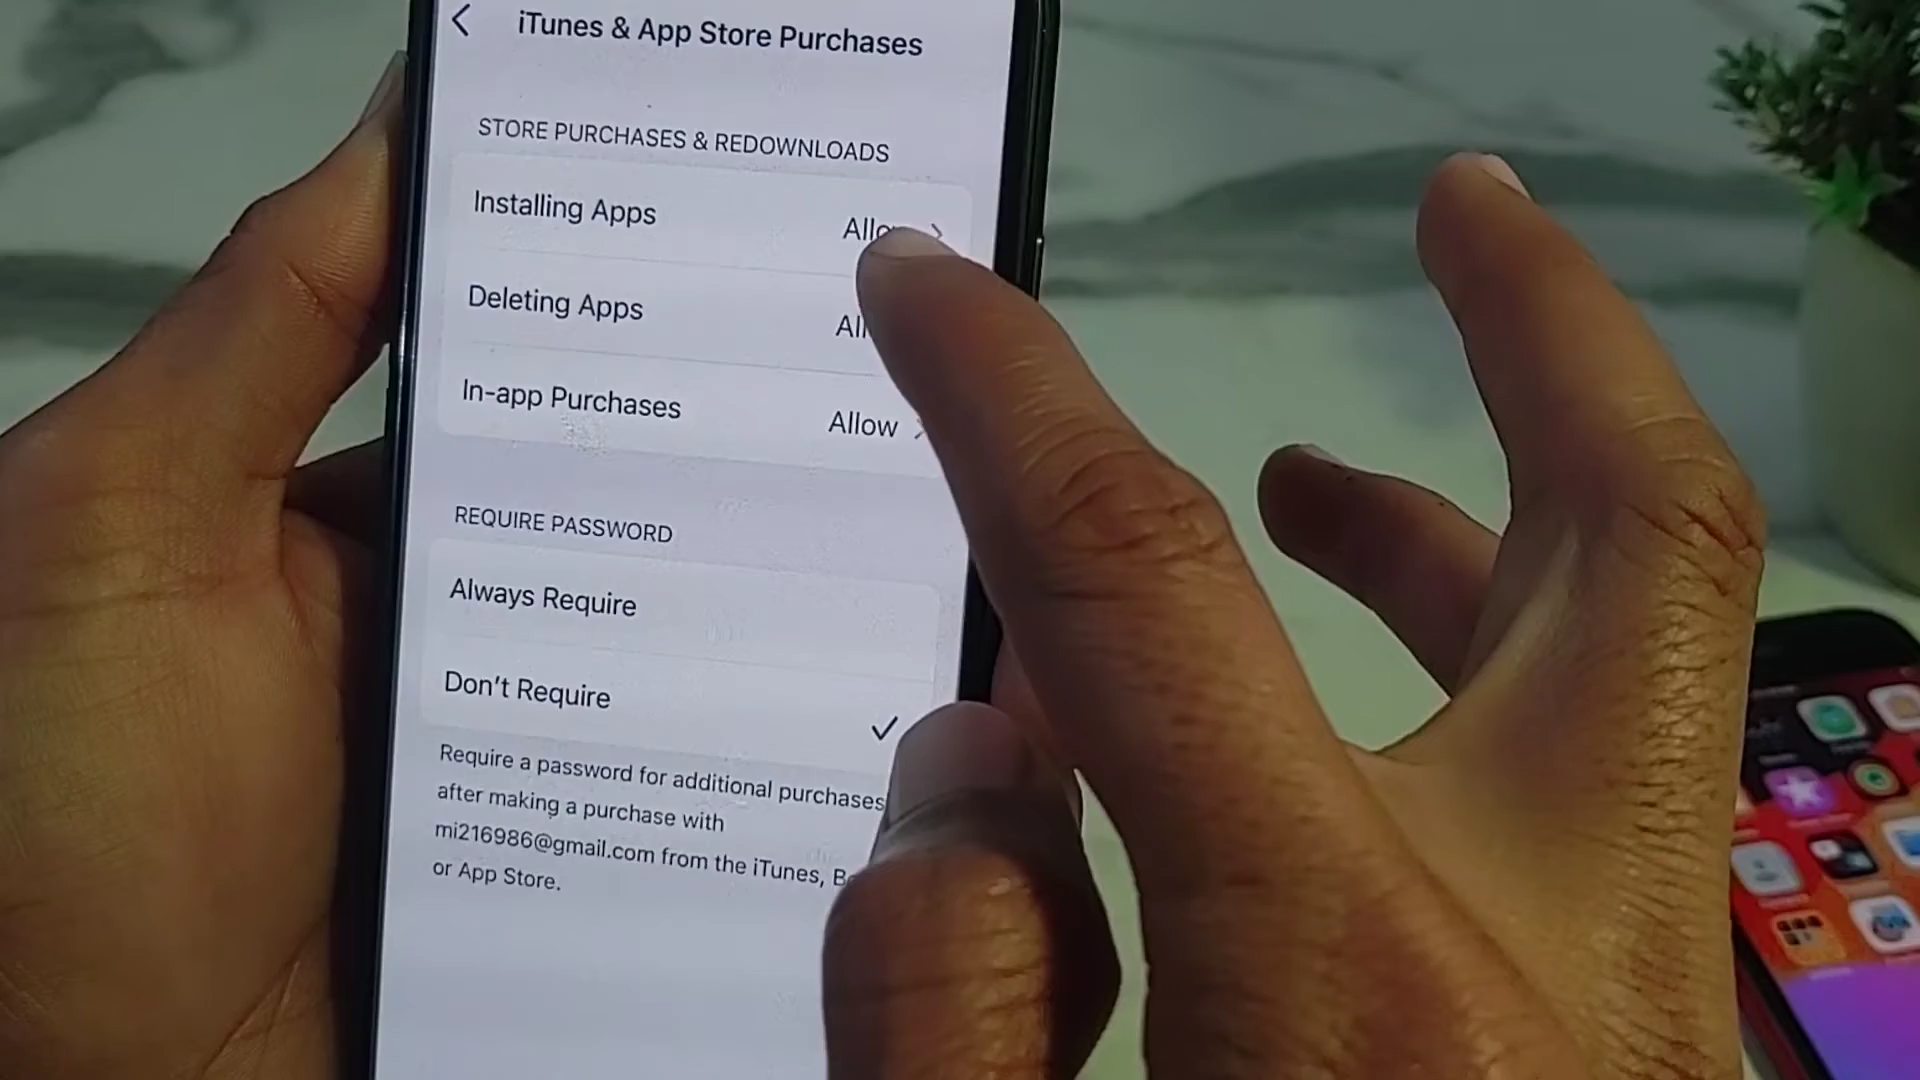 iTunes & App Store Purchases
STORE PURCHASES & REDOWNLOADS
Installing Apps
Deleting Apps
In-app Purchases Allow
REQUIRE PASSWORD
Always Require
Don't Require
Require a password for additional purchases
after making a purchase with
mi216986@gmail.com from the iTunes,
or App Store.